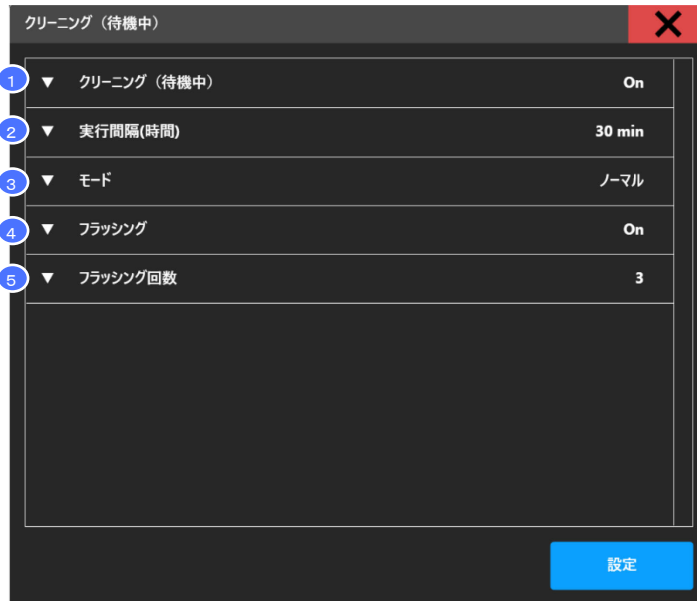 クリーニング（待機中）
1 ▼ クリーニング（待機中） On
2 ▼ 実行間隔(時間) 30 min
3 ▼ モード ノーマル
4 ▼ フラッシング On
5 ▼ フラッシング回数 3
設定